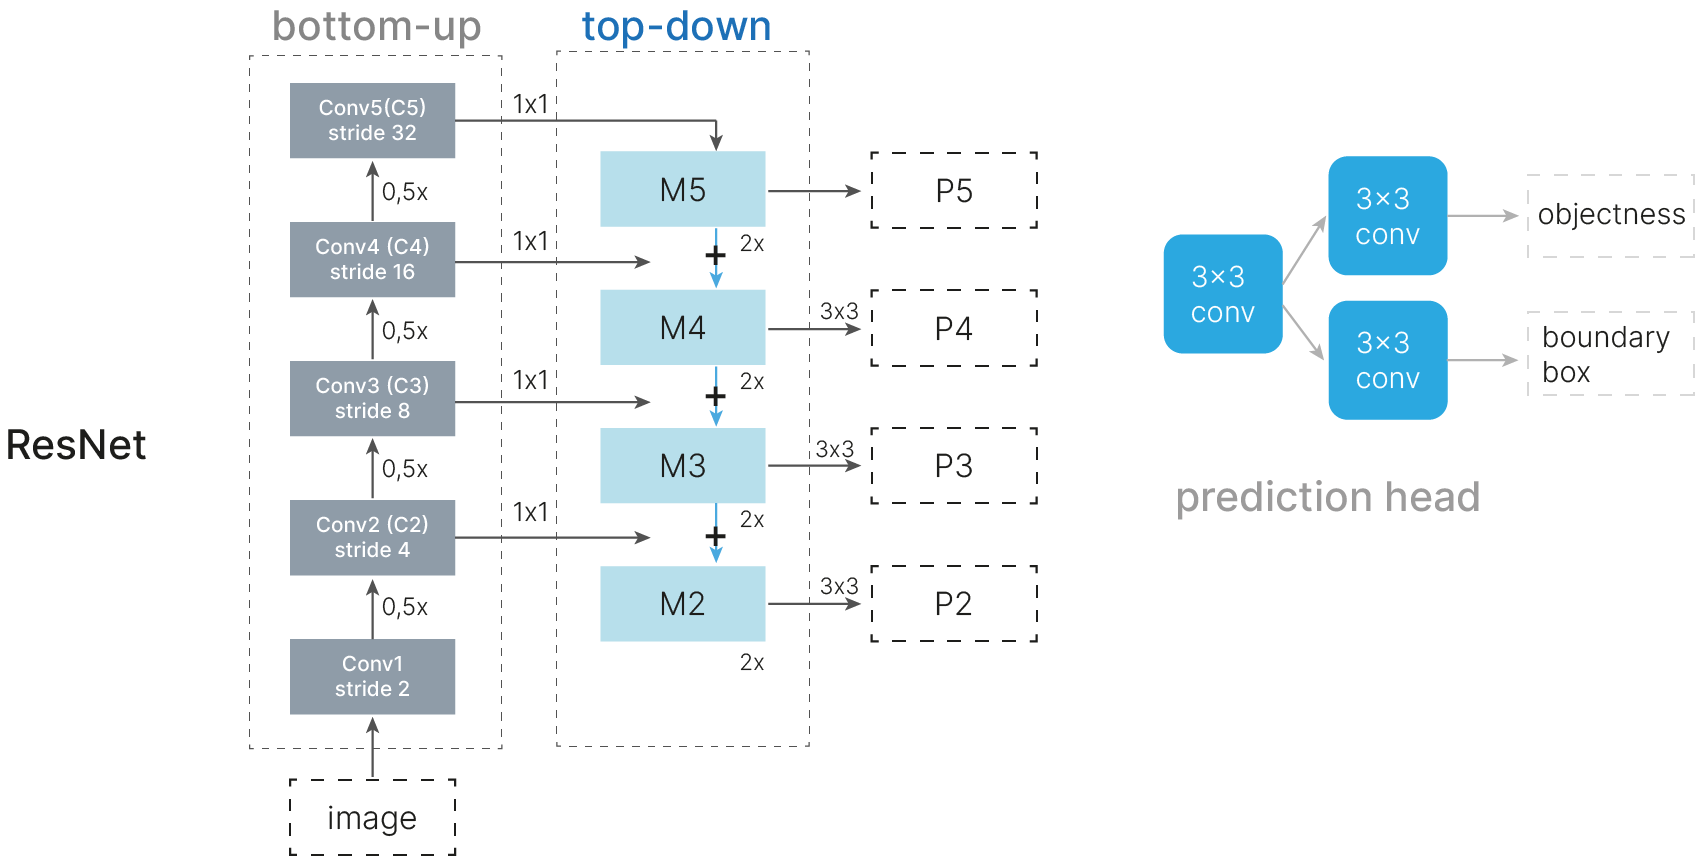 bottom-up
top-down
Conv5(C5)
stride 32
1x1
M5
P5
0,5x
2x
Conv4 (C4)
stride 16
1x1
+
M4
3x3
P4
0,5x
2x
Conv3 (C3)
stride 8
1x1
+
M3
3x3
P3
ResNet
0,5x
2x
Conv2 (C2)
stride 4
1x1
+
M2
3x3
P2
0,5x
2x
Conv1
stride 2
image
3×3
conv
3×3
conv
objectness
3×3
conv
boundary
box
prediction head